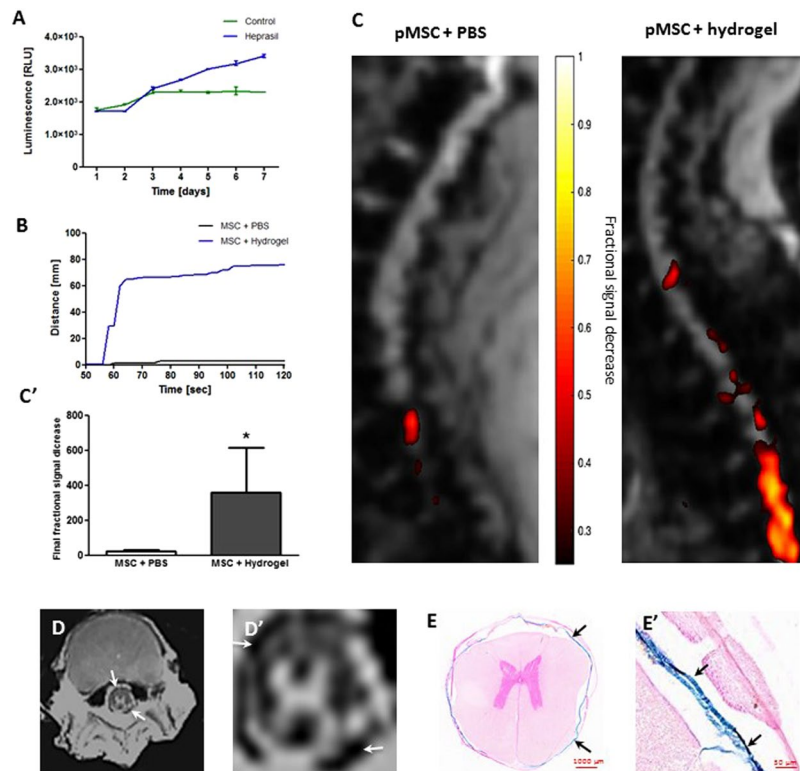 A
Control
Heprasil
Luminescence [RLU]
4.0×10³
3.0×10³
2.0×10³
1.0×10³
0
1 2 3 4 5 6 7
Time [days]
B
MSC + PBS
MSC + Hydrogel
Distance [mm]
100
80
60
40
20
0
50 60 70 80 90 100 110 120
Time [sec]
C'
Final fractional signal dicrease
800
600
400
200
0
*
MSC + PBS MSC + Hydrogel
C
pMSC + PBS
pMSC + hydrogel
1
0.9
0.8
0.7
0.6
0.5
0.4
0.3
Fractional signal decrease
D
D'
E
1000 µm
E'
50 µm